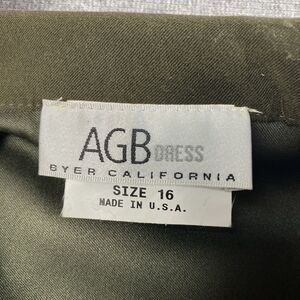 AGB DRESS
BYER CALIFORNIA
SIZE 16
MADE IN U.S.A.